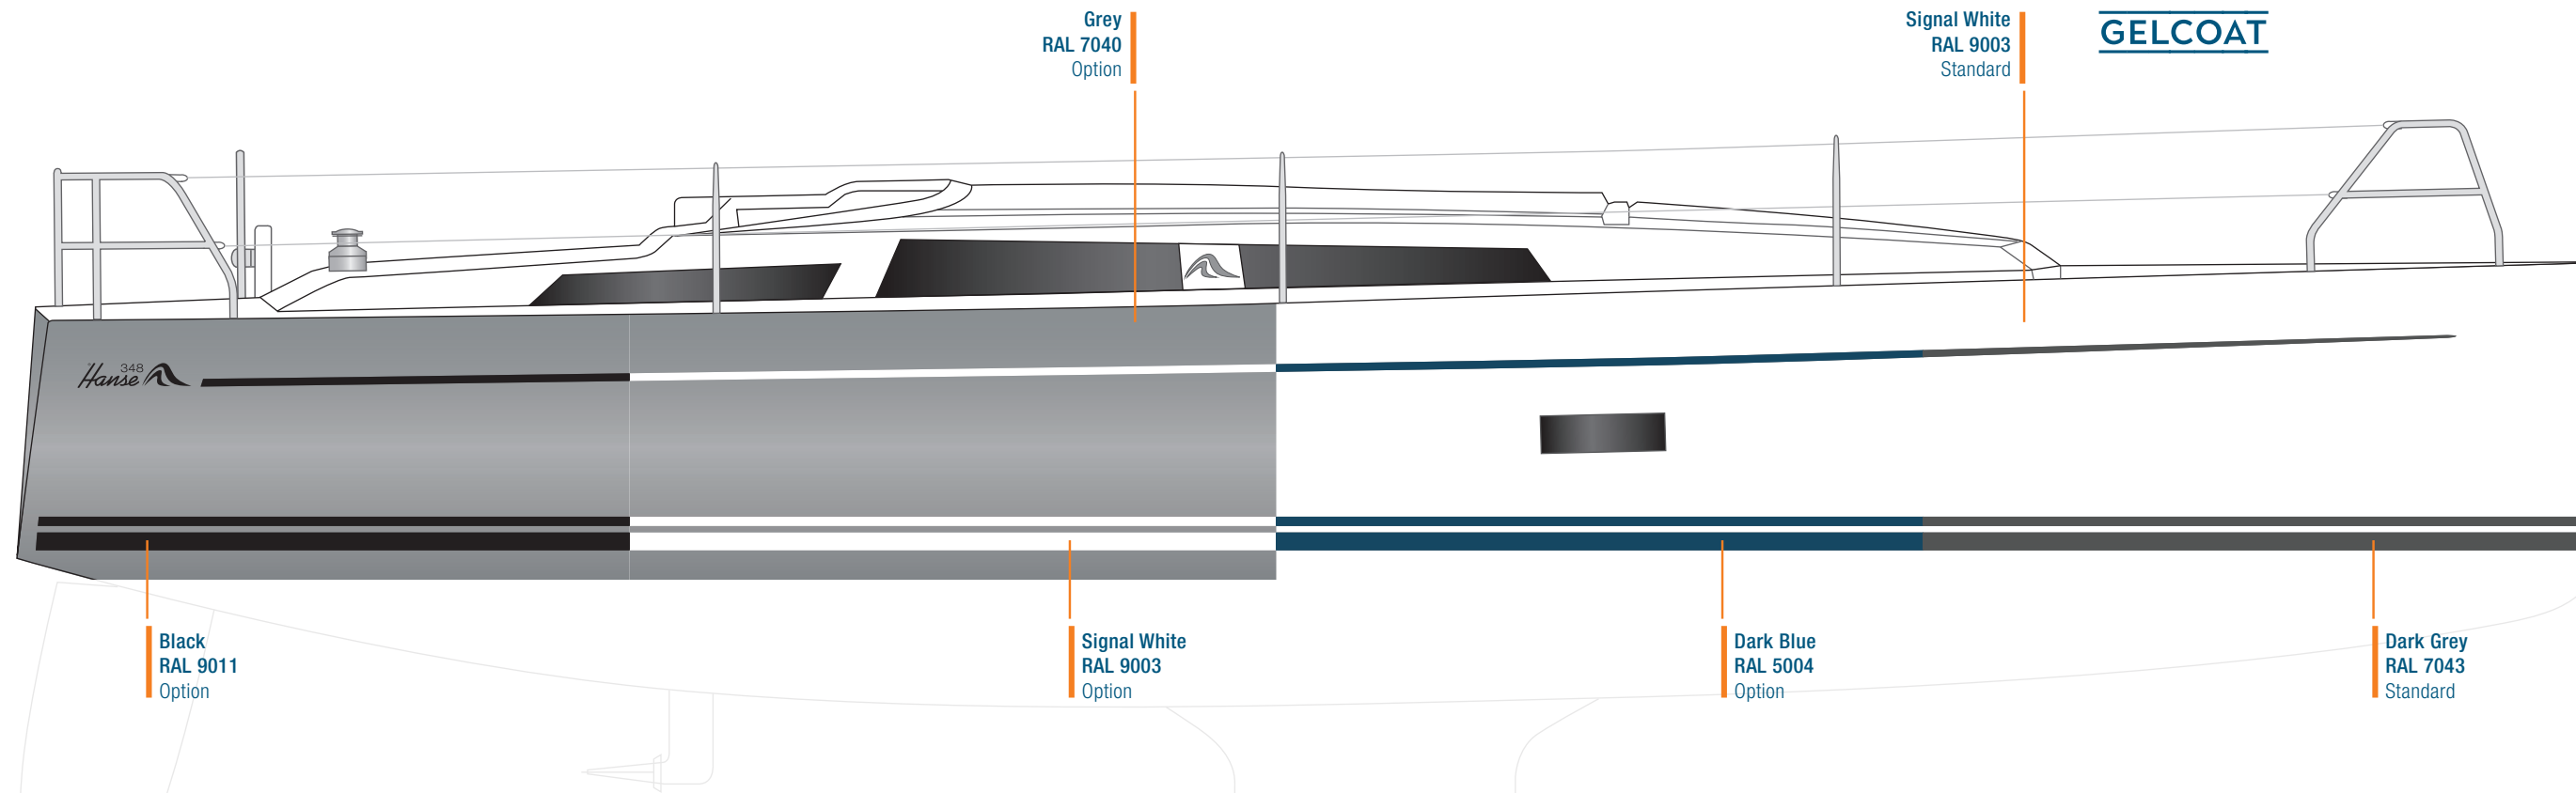 Grey
RAL 7040
Option
Signal White
RAL 9003
Standard
GELCOAT
348
Hanse
Black
RAL 9011
Option
Signal White
RAL 9003
Option
Dark Blue
RAL 5004
Option
Dark Grey
RAL 7043
Standard